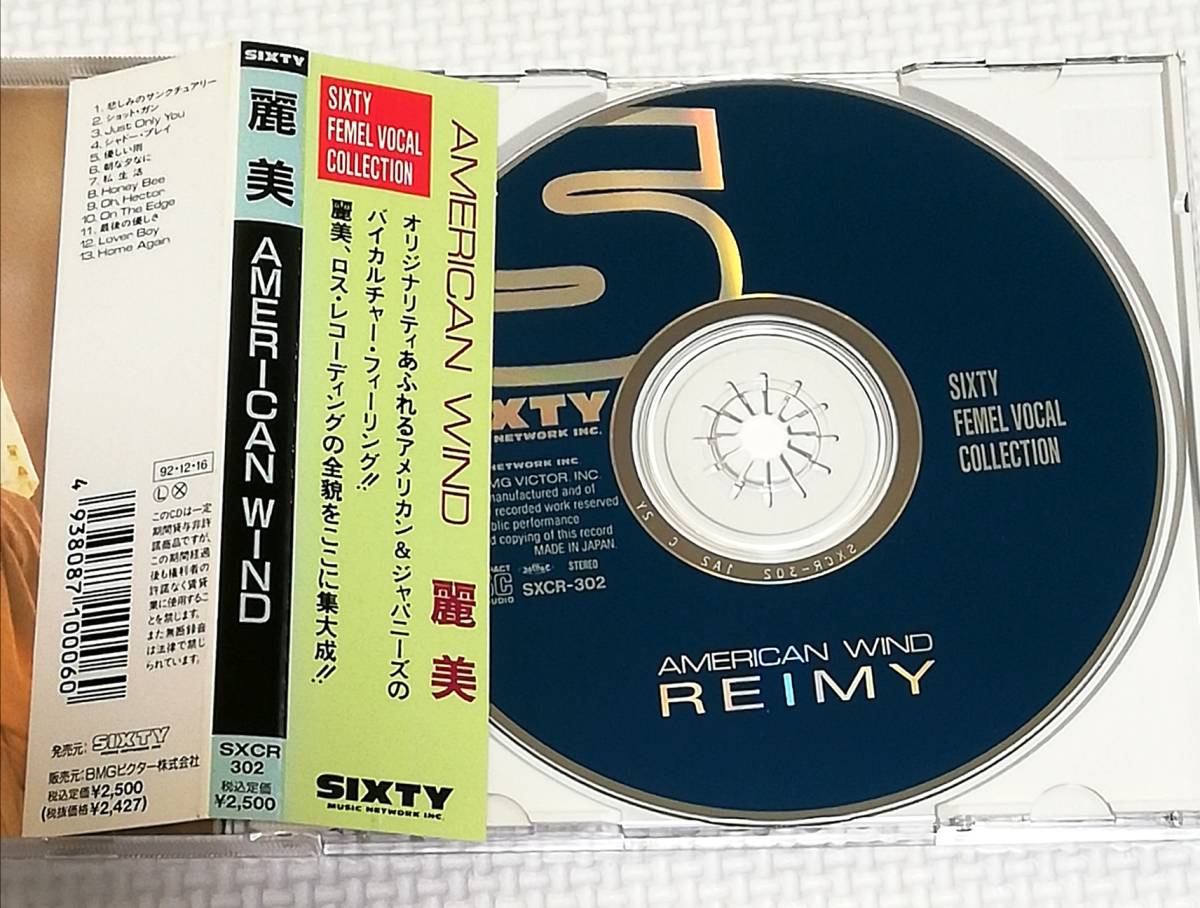 1. 悲しみのサンクチュアリー
2. ショット・ガン
3. Just Only You
4. シャドー・プレイ
5. 優しい雨
6. 朝な夕なに
7. 私生活
8. Honey Bee
9. Oh, Hector
10. On The Edge
11. 最後の優しさ
12. Lover Boy
13. Home Again
92・12・16
Ⓛ Ⓧ
このCDは一定
期間貸与非許
諾商品ですが、
この期間経過
後も権利者の
許諾なく賃貸
業に使用するこ
とを禁じます。
また無断録音
は法律で禁じ
られています。
4 938087 100060
発売元: SIXTY
販売元:BMGビクター株式会社
税込定価¥2,500
(税抜価格¥2,427)
SIXTY
麗美
AMERICAN WIND
SXCR
302
税込定価
¥2,500
SIXTY
FEMEL VOCAL
COLLECTION
AMERICAN WIND 麗美
オリジナリティあふれるアメリカン&ジャパニーズの
バイカルチャー・フィーリング!!
麗美、ロス・レコーディングの全貌をここに集大成!!
SIXTY
MUSIC NETWORK INC.
XTY
NETWORK INC.
NETWORK INC
MG VICTOR, INC.
manufactured and of
recorded work reserved
blic performance
d copying of this record
MADE IN JAPAN.
STEREO
SXCR-302
SIXTY
FEMEL VOCAL
COLLECTION
SXCR-302 1A2 C SY
AMERICAN WIND
REIMY